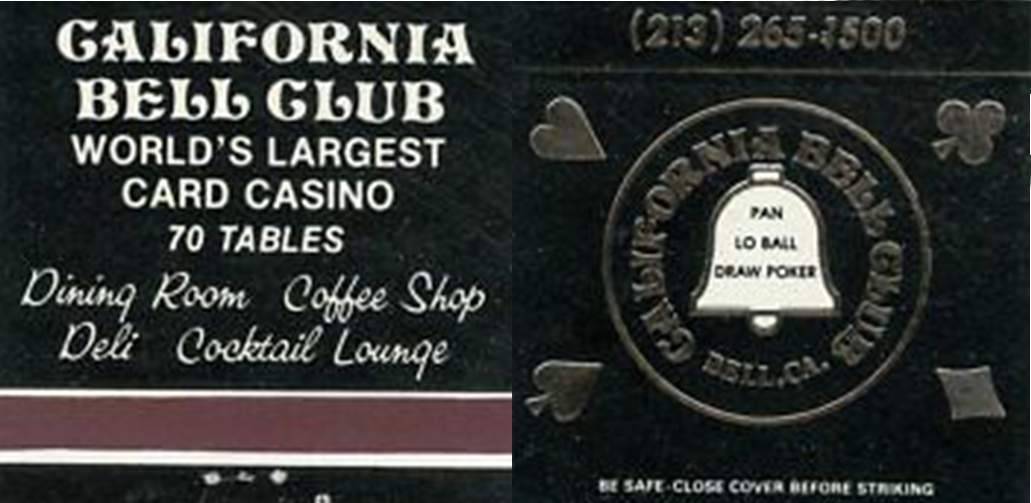 CALIFORNIA
BELL CLUB
WORLD'S LARGEST
CARD CASINO
70 TABLES
Dining Room Coffee Shop
Deli Cocktail Lounge
(213) 265-1500
CALIFORNIA BELL CLUB
PAN
LO BALL
DRAW POKER
BELL, CA.
BE SAFE-CLOSE COVER BEFORE STRIKING